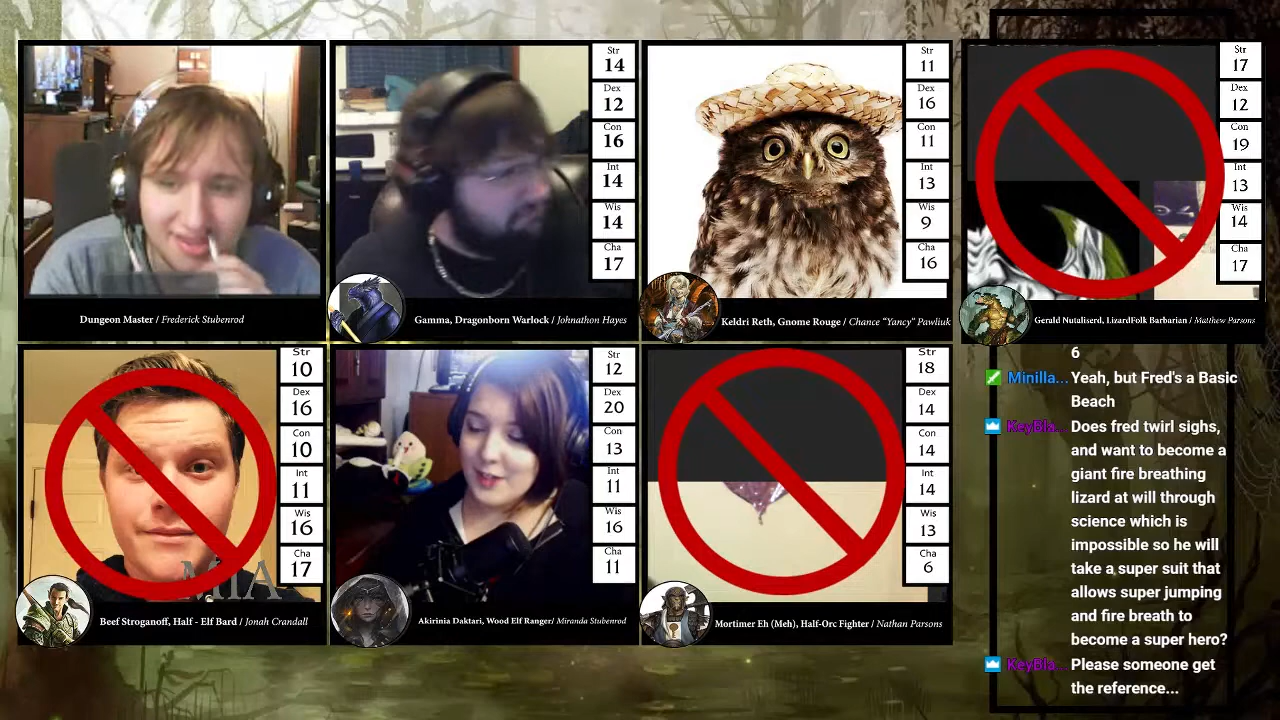 Str
14
Dex
12
Con
16
Int
14
Wis
14
Cha
17
Str
11
Dex
16
Con
11
Int
13
Wis
9
Cha
16
Str
17
Dex
12
Con
19
Int
13
Wis
14
Cha
17
Dungeon Master / Frederick Stubenrod
Gamma, Dragonborn Warlock / Johnathon Hayes
Keldri Reth, Gnome Rouge / Chance “Yancy” Pawliuk
Gerald Nutaliserd, LizardFolk Barbarian / Matthew Parsons
Str
10
Dex
16
Con
10
Int
11
Wis
16
Cha
17
MIA
Str
12
Dex
20
Con
13
Int
11
Wis
16
Cha
11
Str
18
Dex
14
Con
14
Int
14
Wis
13
Cha
6
Beef Stroganoff, Half - Elf Bard / Jonah Crandall
Akirinia Daktari, Wood Elf Ranger/ Miranda Stubenrod
Mortimer Eh (Meh), Half-Orc Fighter / Nathan Parsons
6
Minilla... Yeah, but Fred's a Basic
Beach
KeyBla... Does fred twirl sighs,
and want to become a
giant fire breathing
lizard at will through
science which is
impossible so he will
take a super suit that
allows super jumping
and fire breath to
become a super hero?
KeyBla... Please someone get
the reference...